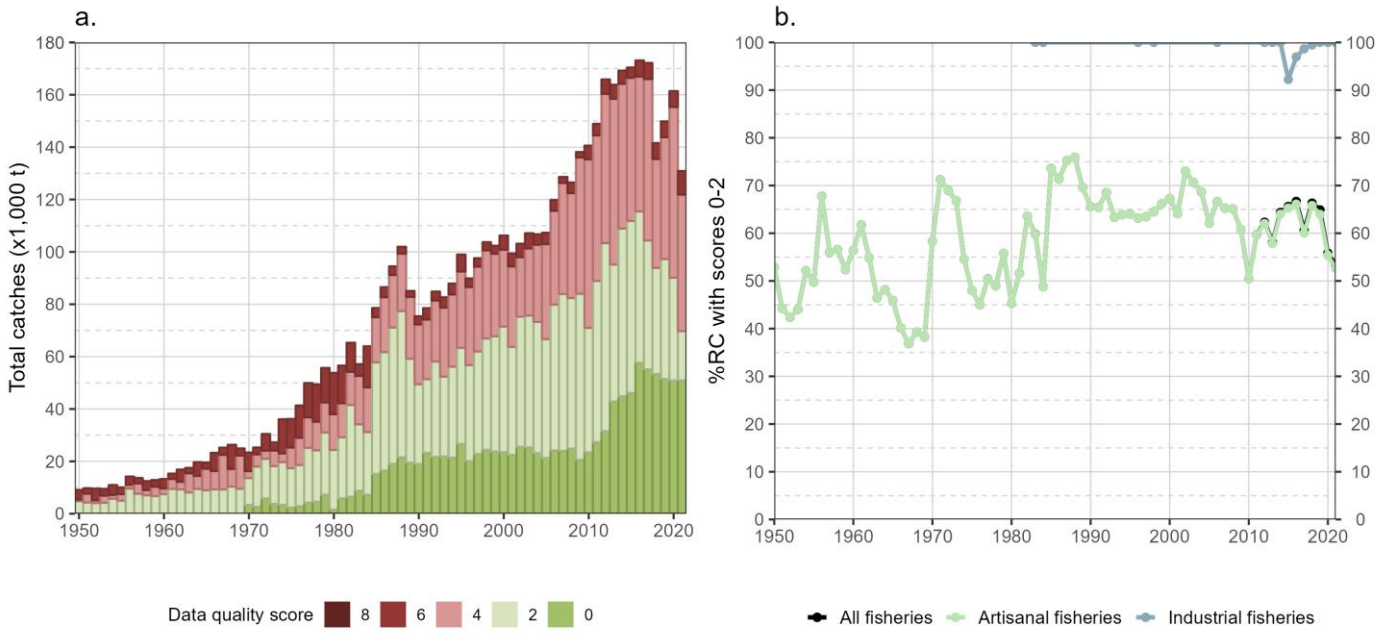 a.
Total catches (x1,000 t)
180
160
140
120
100
80
60
40
20
0
1950 1960 1970 1980 1990 2000 2010 2020
Data quality score 8 6 4 2 0
b.
%RC with scores 0-2
100 100
90 90
80 80
70 70
60 60
50 50
40 40
30 30
20 20
10 10
0 0
1950 1960 1970 1980 1990 2000 2010 2020
All fisheries Artisanal fisheries Industrial fisheries